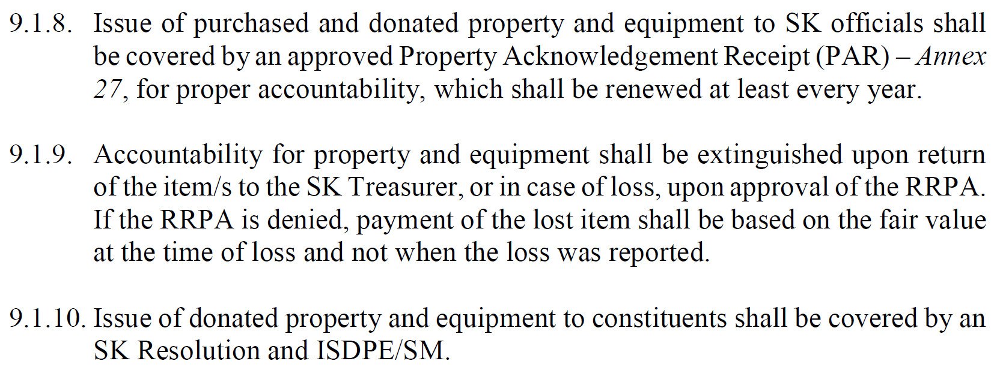 9.1.8. Issue of purchased and donated property and equipment to SK officials shall
be covered by an approved Property Acknowledgement Receipt (PAR) – Annex
27, for proper accountability, which shall be renewed at least every year.
9.1.9. Accountability for property and equipment shall be extinguished upon return
of the item/s to the SK Treasurer, or in case of loss, upon approval of the RRPA.
If the RRPA is denied, payment of the lost item shall be based on the fair value
at the time of loss and not when the loss was reported.
9.1.10. Issue of donated property and equipment to constituents shall be covered by an
SK Resolution and ISDPE/SM.